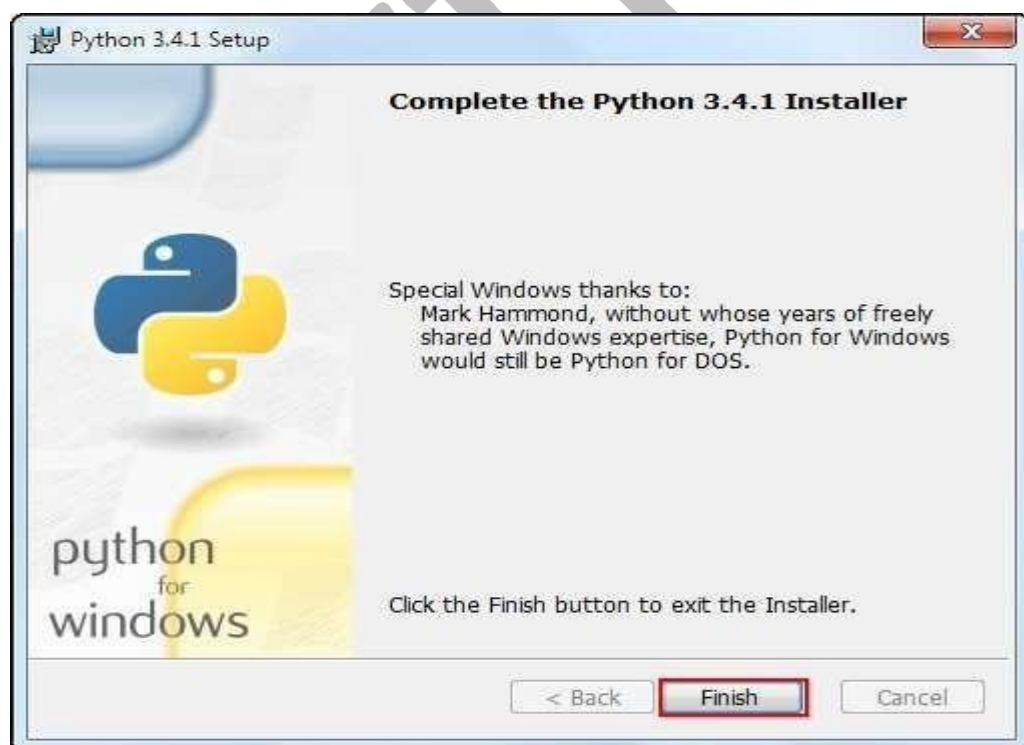 Python 3.4.1 Setup
Complete the Python 3.4.1 Installer
Special Windows thanks to:
Mark Hammond, without whose years of freely
shared Windows expertise, Python for Windows
would still be Python for DOS.
python
for
windows
Click the Finish button to exit the Installer.
< Back
Finish
Cancel